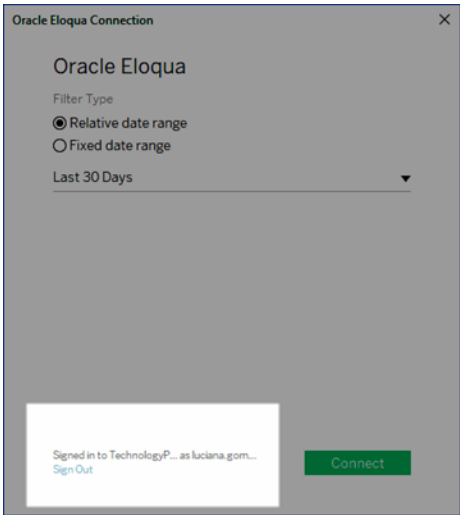 Oracle Eloqua Connection
Oracle Eloqua
Filter Type
Relative date range
Fixed date range
Last 30 Days
Signed in to TechnologyP... as luciana.gom...
Sign Out
Connect